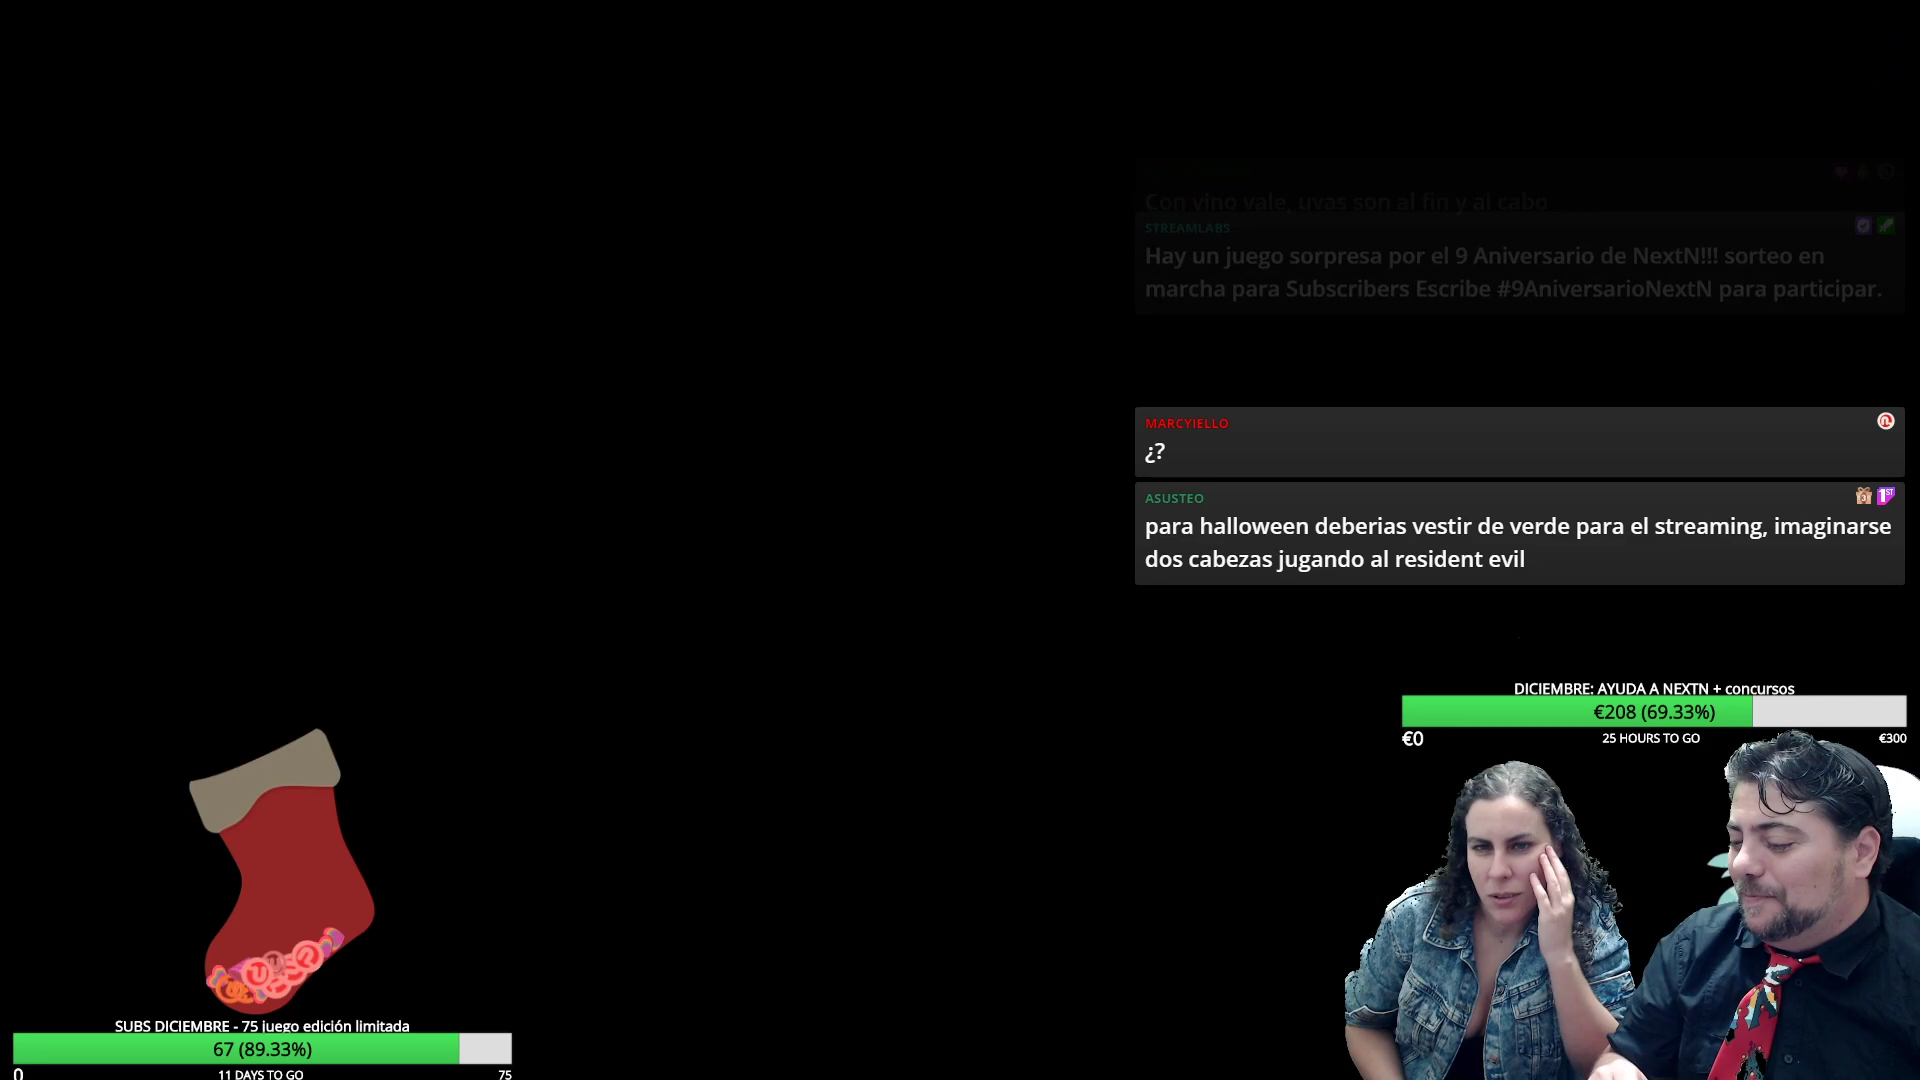 Con vino vale, uvas son al fin y al cabo
STREAMLABS
Hay un juego sorpresa por el 9 Aniversario de NextN!!! sorteo en
marcha para Subscribers Escribe #9AniversarioNextN para participar.
MARCYIELLO
¿?
ASUSTEO
para halloween deberias vestir de verde para el streaming, imaginarse
dos cabezas jugando al resident evil
DICIEMBRE: AYUDA A NEXTN + concursos
€208 (69.33%)
€0 25 HOURS TO GO €300
SUBS DICIEMBRE - 75 juego edición limitada
67 (89.33%)
0 11 DAYS TO GO 75